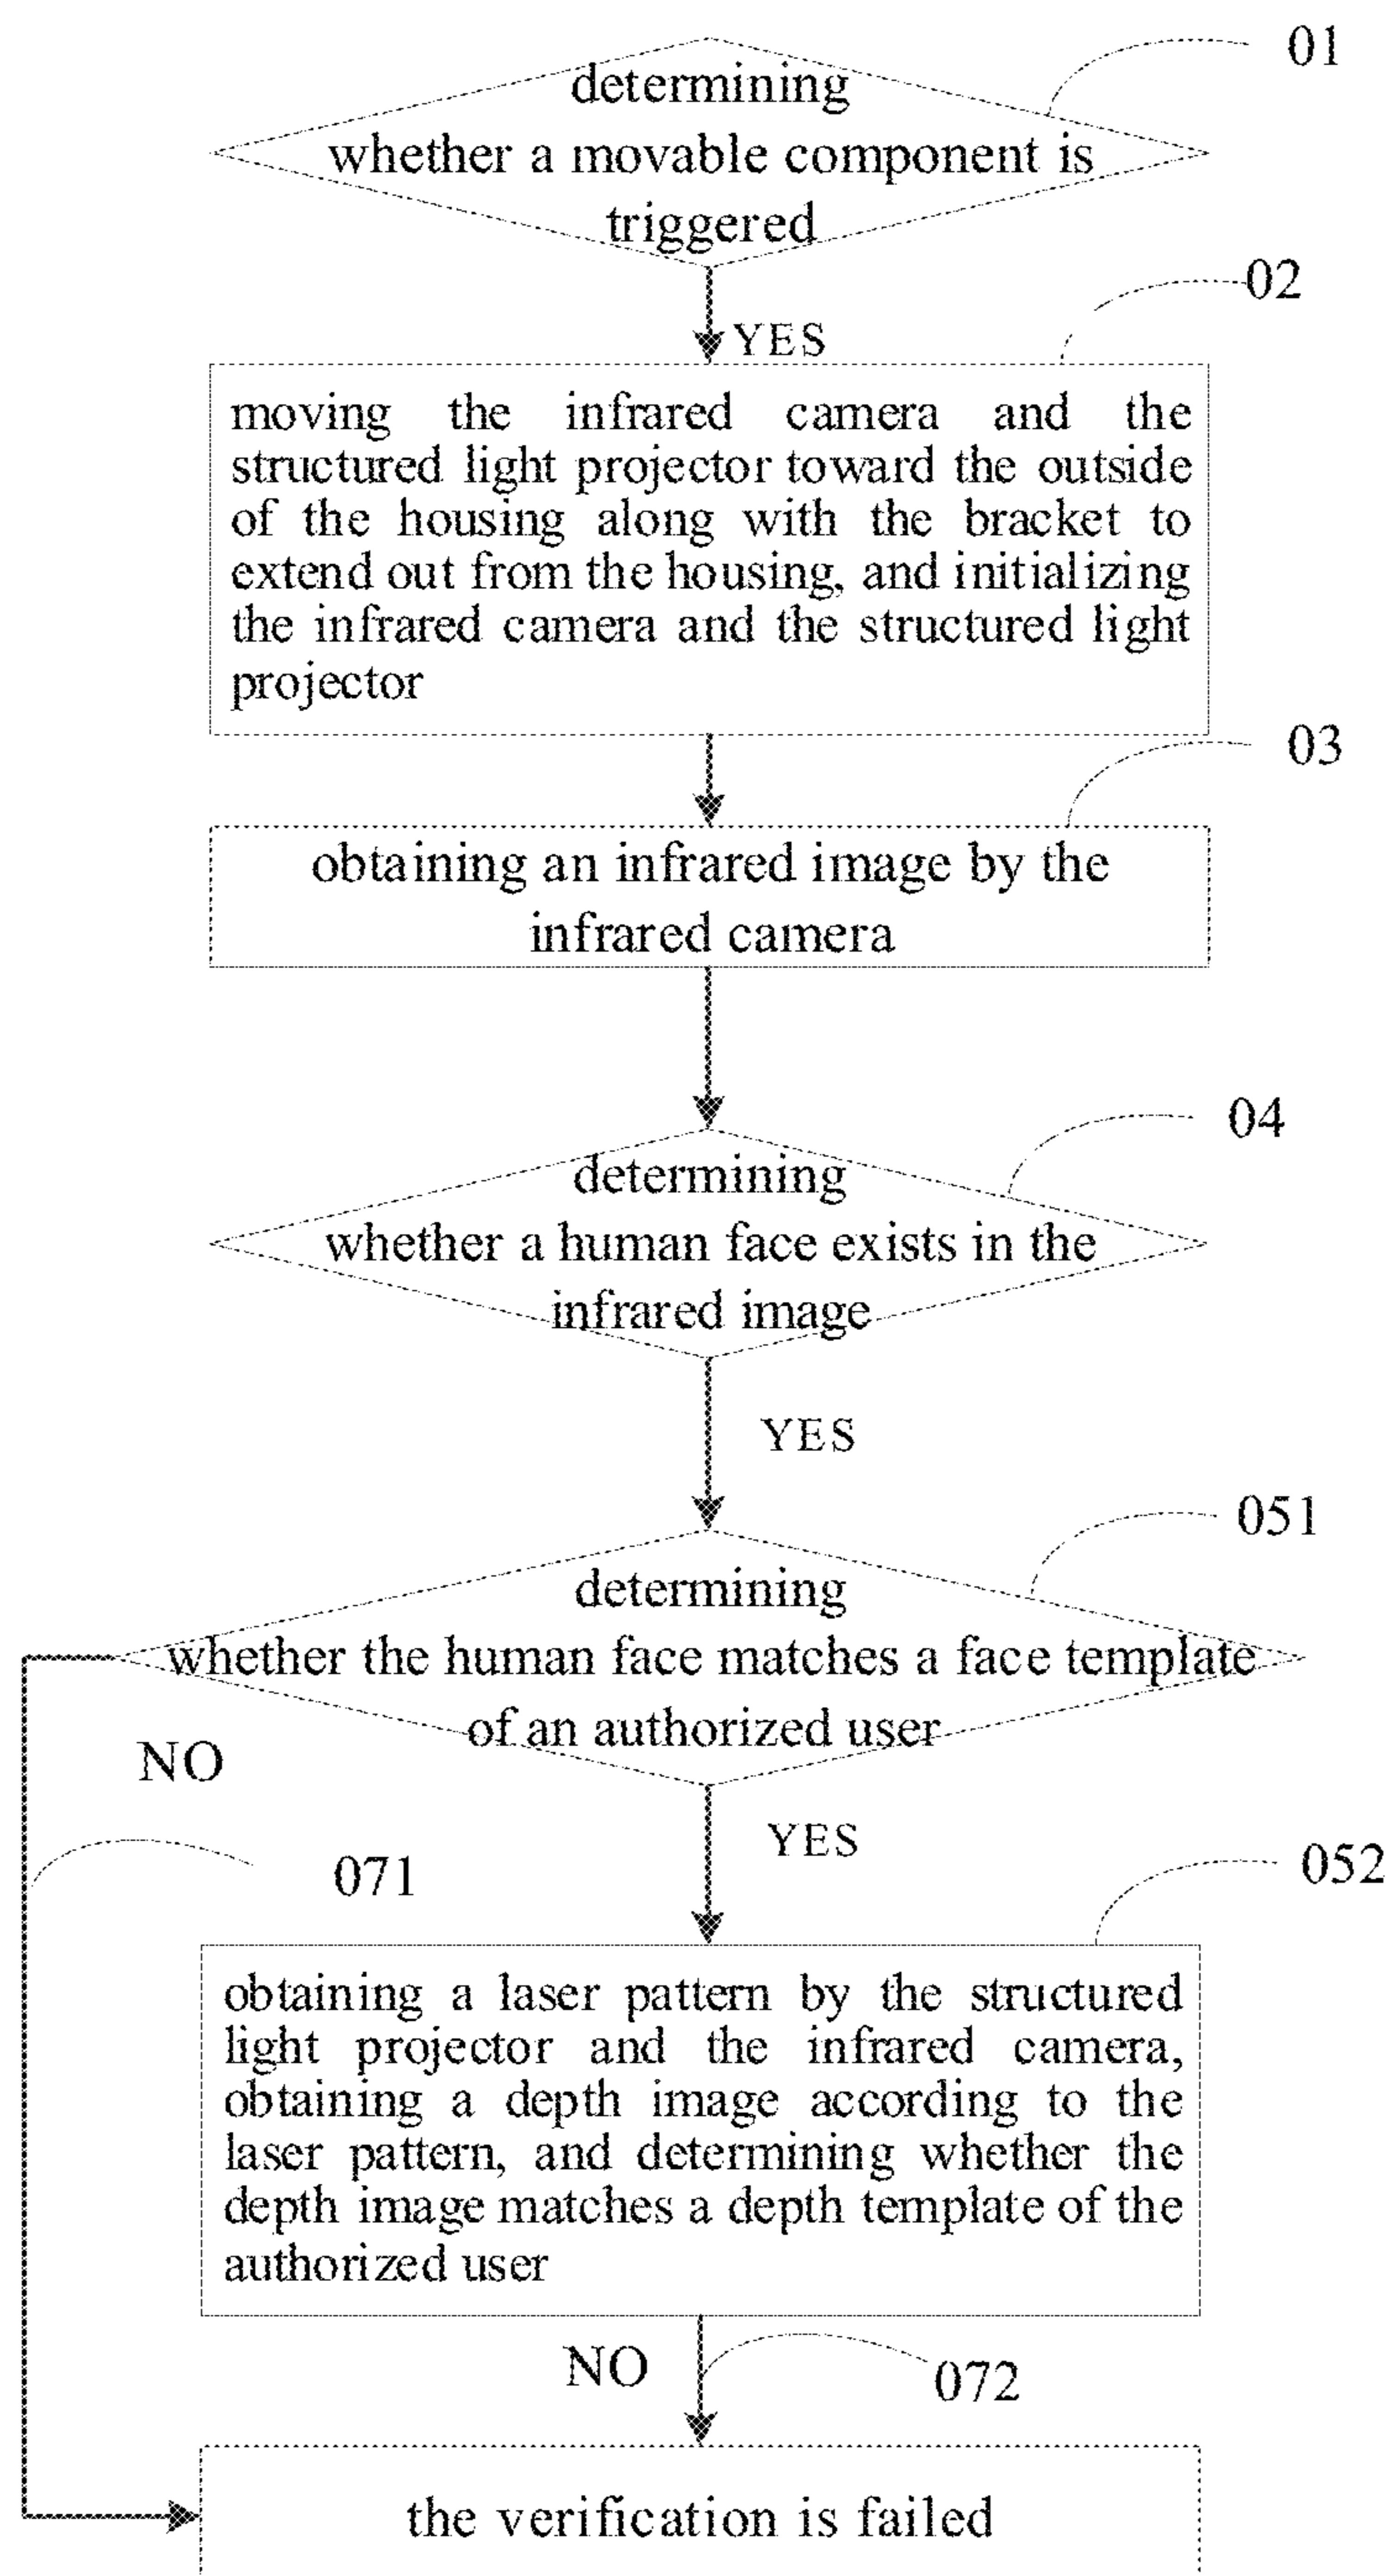 01
determining
whether a movable component is
triggered
02
YES
moving the infrared camera and the
structured light projector toward the outside
of the housing along with the bracket to
extend out from the housing, and initializing
the infrared camera and the structured light
projector
03
obtaining an infrared image by the
infrared camera
04
determining
whether a human face exists in the
infrared image
YES
051
determining
whether the human face matches a face template
of an authorized user
NO
YES
071
052
obtaining a laser pattern by the structured
light projector and the infrared camera,
obtaining a depth image according to the
laser pattern, and determining whether the
depth image matches a depth template of the
authorized user
NO
072
the verification is failed